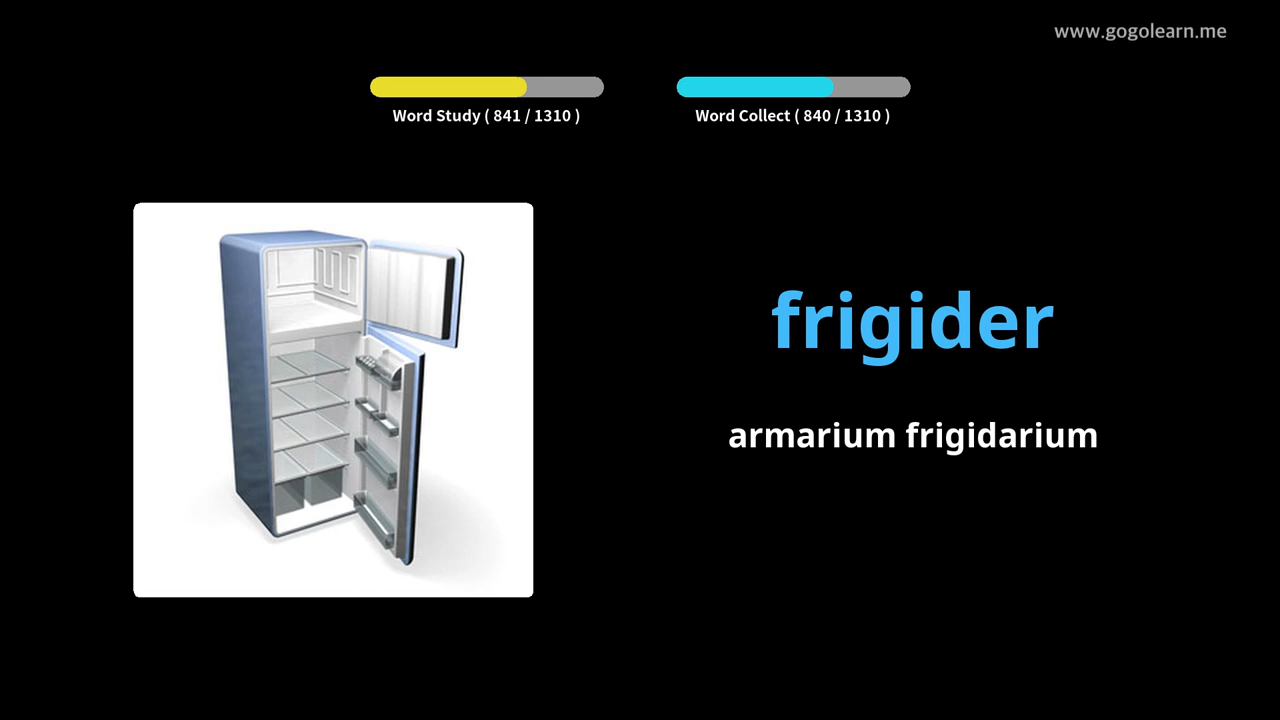 www.gogolearn.me
Word Study ( 841 / 1310 )
Word Collect ( 840 / 1310 )
frigider
armarium frigidarium